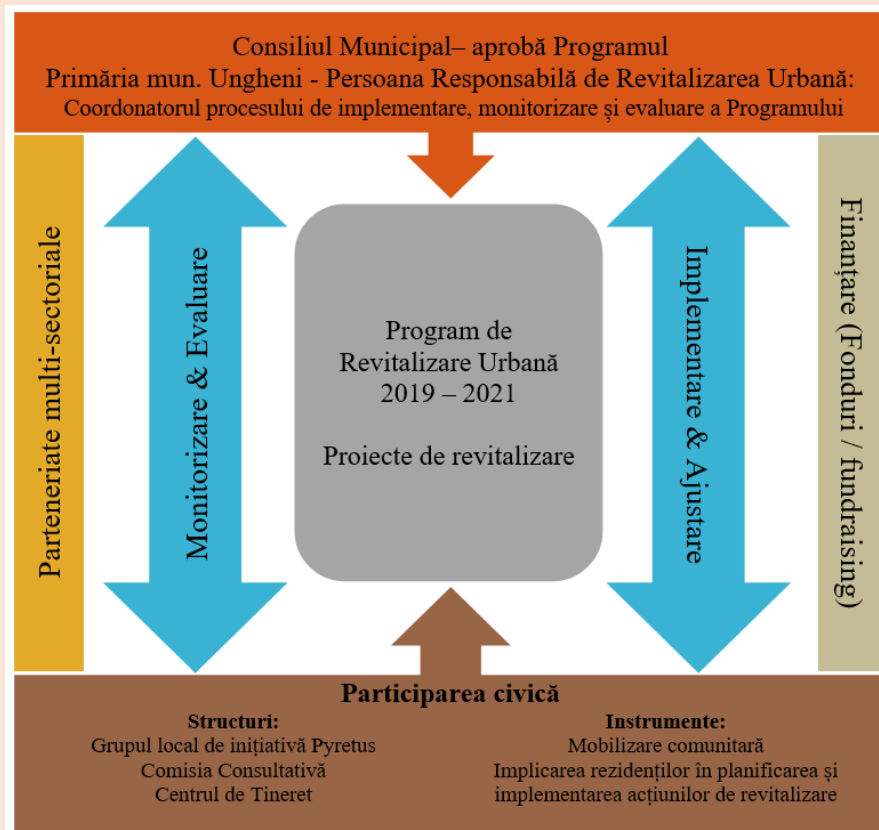 Consiliul Municipal– aprobă Programul
Primăria mun. Ungheni - Persoana Responsabilă de Revitalizarea Urbană:
Coordonatorul procesului de implementare, monitorizare și evaluare a Programului
Parteneriate multi-sectoriale
Monitorizare & Evaluare
Program de
Revitalizare Urbană
2019 – 2021
Proiecte de revitalizare
Implementare & Ajustare
Finanțare (Fonduri / fundraising)
Participarea civică
Structuri:
Grupul local de inițiativă Pyretus
Comisia Consultativă
Centrul de Tineret
Instrumente:
Mobilizare comunitară
Implicarea rezidenților în planificarea și
implementarea acțiunilor de revitalizare